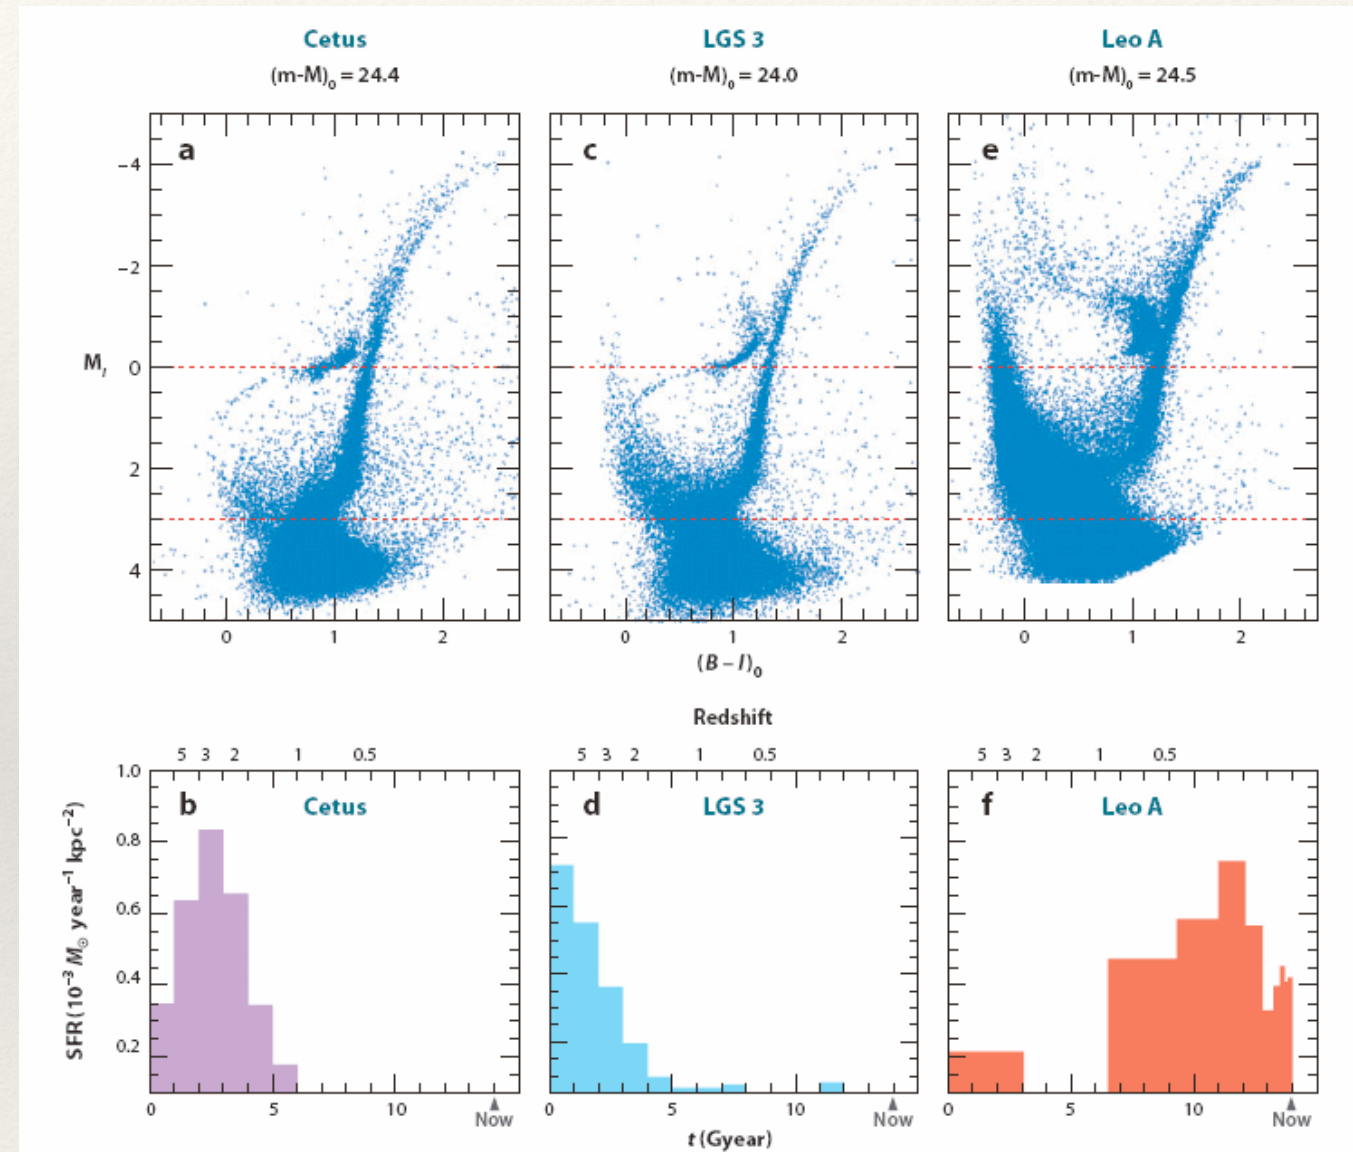 Cetus LGS 3 Leo A
(m-M)₀ = 24.4 (m-M)₀ = 24.0 (m-M)₀ = 24.5
a c e
−4
−2
M_I 0
2
4
0 1 2 0 1 2 0 1 2
(B – I)₀
Redshift
5 3 2 1 0.5 5 3 2 1 0.5 5 3 2 1 0.5
b Cetus d LGS 3 f Leo A
SFR (10⁻³ M☉ year⁻¹ kpc⁻²)
1.0
0.8
0.6
0.4
0.2
0 5 10 0 5 10 0 5 10
Now Now Now
t (Gyear)